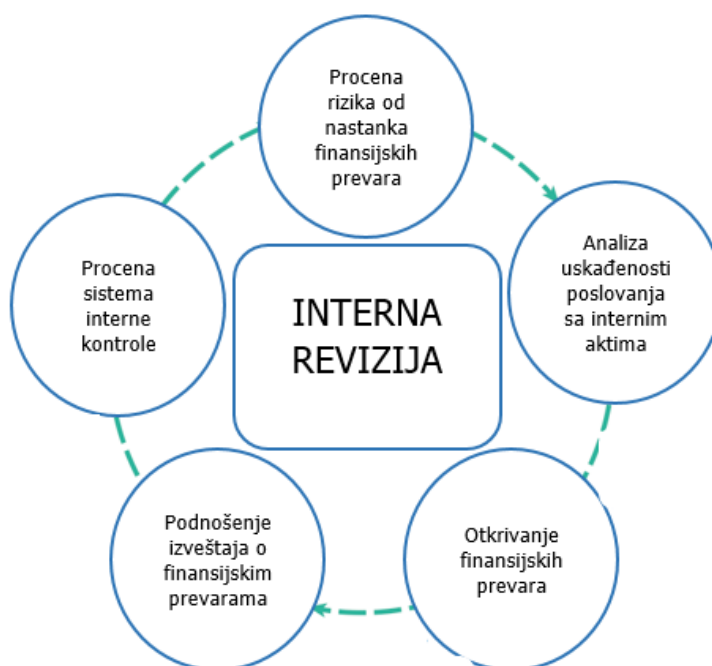 Procena
rizika od
nastanka
finansijskih
prevara
Analiza
uskađenosti
poslovanja
sa internim
aktima
Otkrivanje
finansijskih
prevara
Podnošenje
izveštaja o
finansijskim
prevarama
Procena
sistema
interne
kontrole
INTERNA
REVIZIJA